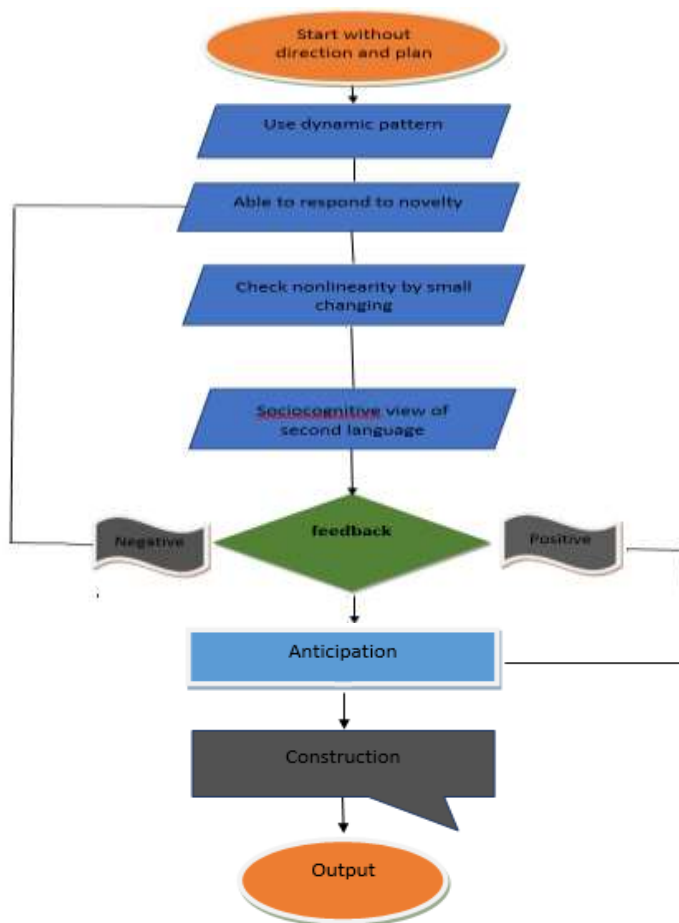 Start without
direction and plan
Use dynamic pattern
Able to respond to novelty
Check nonlinearity by small
changing
Sociocognitive view of
second language
feedback
Negative
Positive
Anticipation
Construction
Output